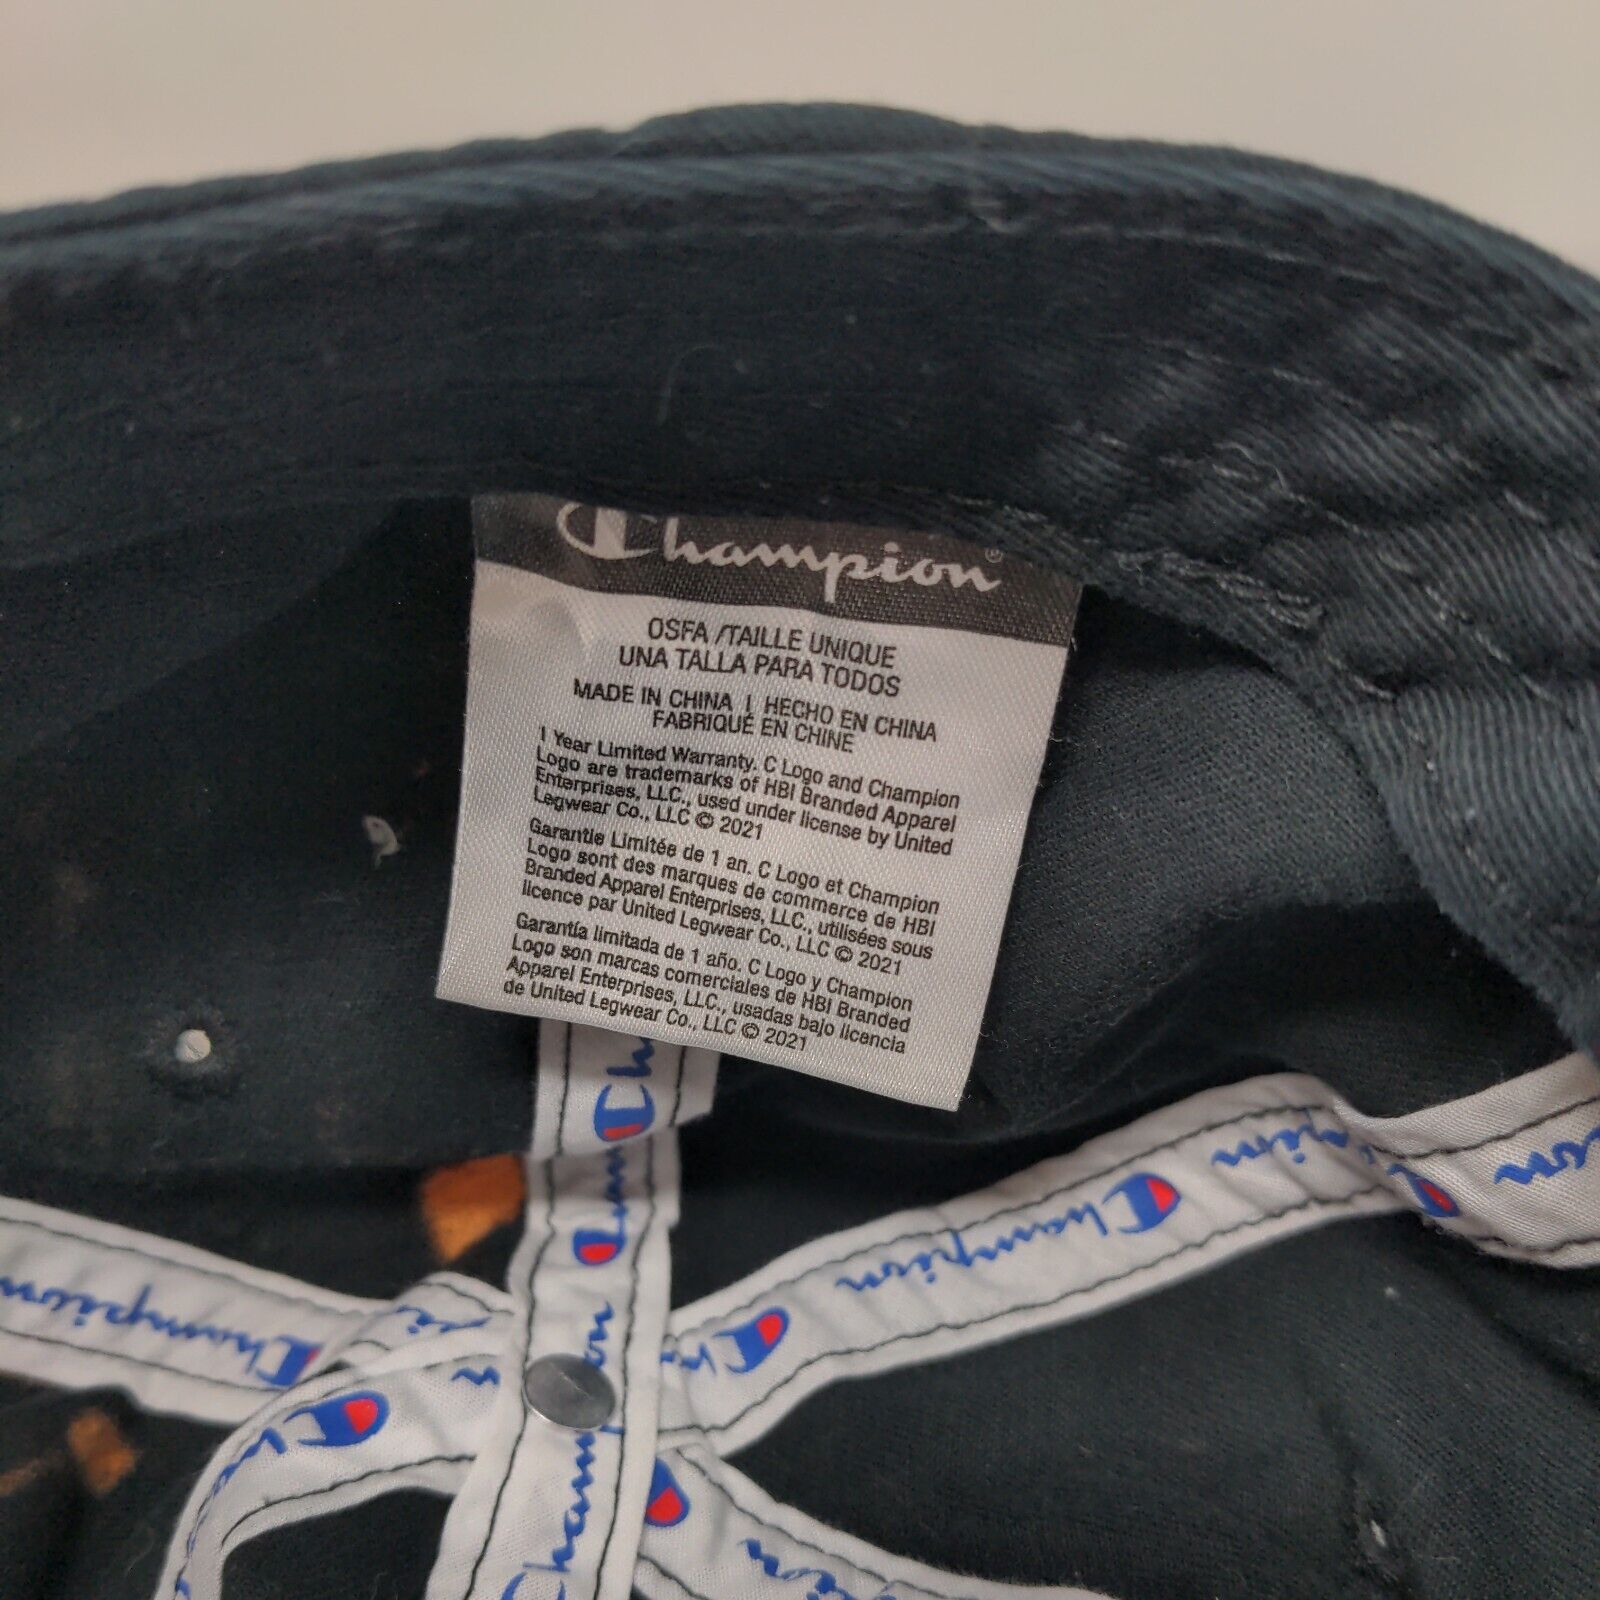 Champion®
OSFA /TAILLE UNIQUE
UNA TALLA PARA TODOS
MADE IN CHINA | HECHO EN CHINA
FABRIQUÉ EN CHINE
1 Year Limited Warranty. C Logo and Champion
Logo are trademarks of HBI Branded Apparel
Enterprises, LLC., used under license by United
Legwear Co., LLC © 2021
Garantie Limitée de 1 an. C Logo et Champion
Logo sont des marques de commerce de HBI
Branded Apparel Enterprises, LLC., utilisées sous
licence par United Legwear Co., LLC © 2021
Garantía limitada de 1 año. C Logo y Champion
Logo son marcas comerciales de HBI Branded
Apparel Enterprises, LLC., usadas bajo licencia
de United Legwear Co., LLC © 2021
Champion
Champion
Champion
Champion